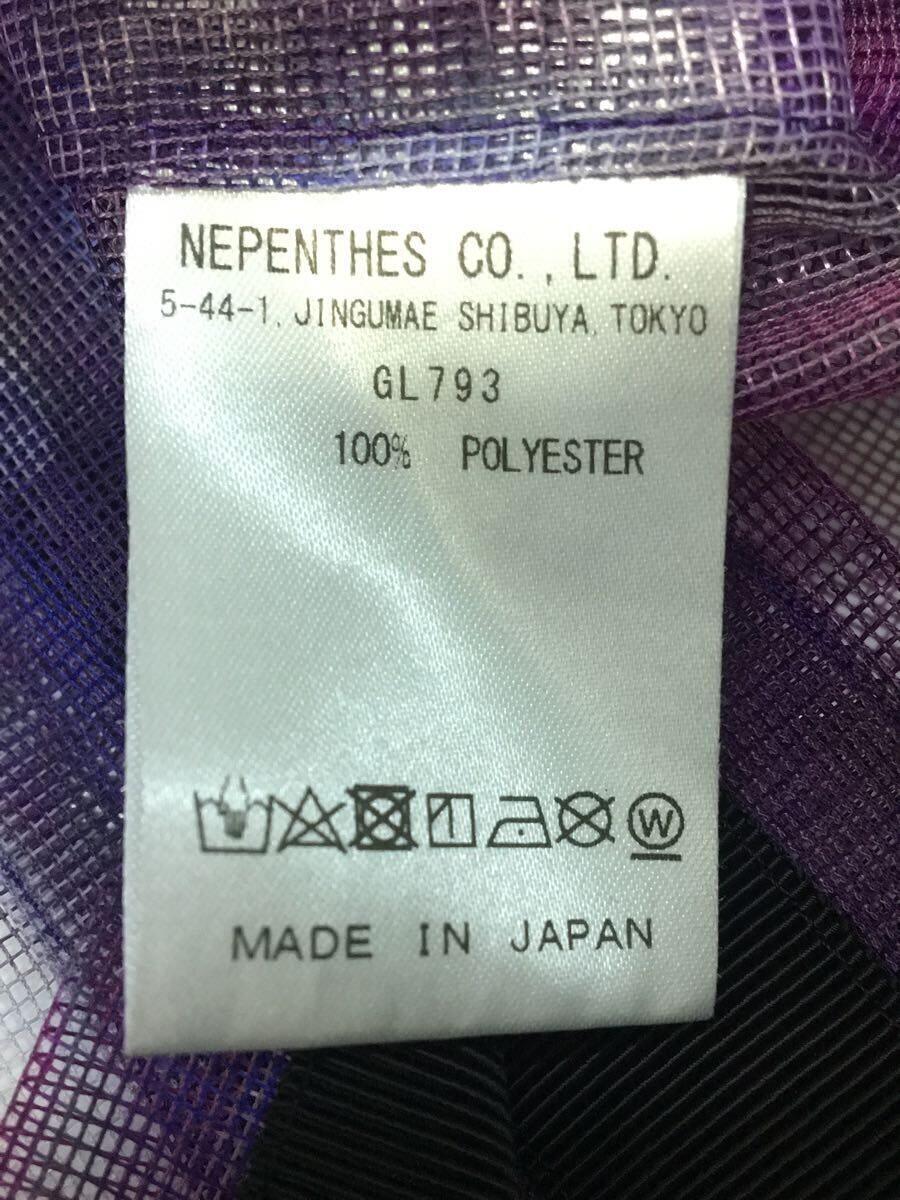 NEPENTHES CO.,LTD.
5-44-1, JINGUMAE SHIBUYA, TOKYO
GL793
100% POLYESTER
W
MADE IN JAPAN